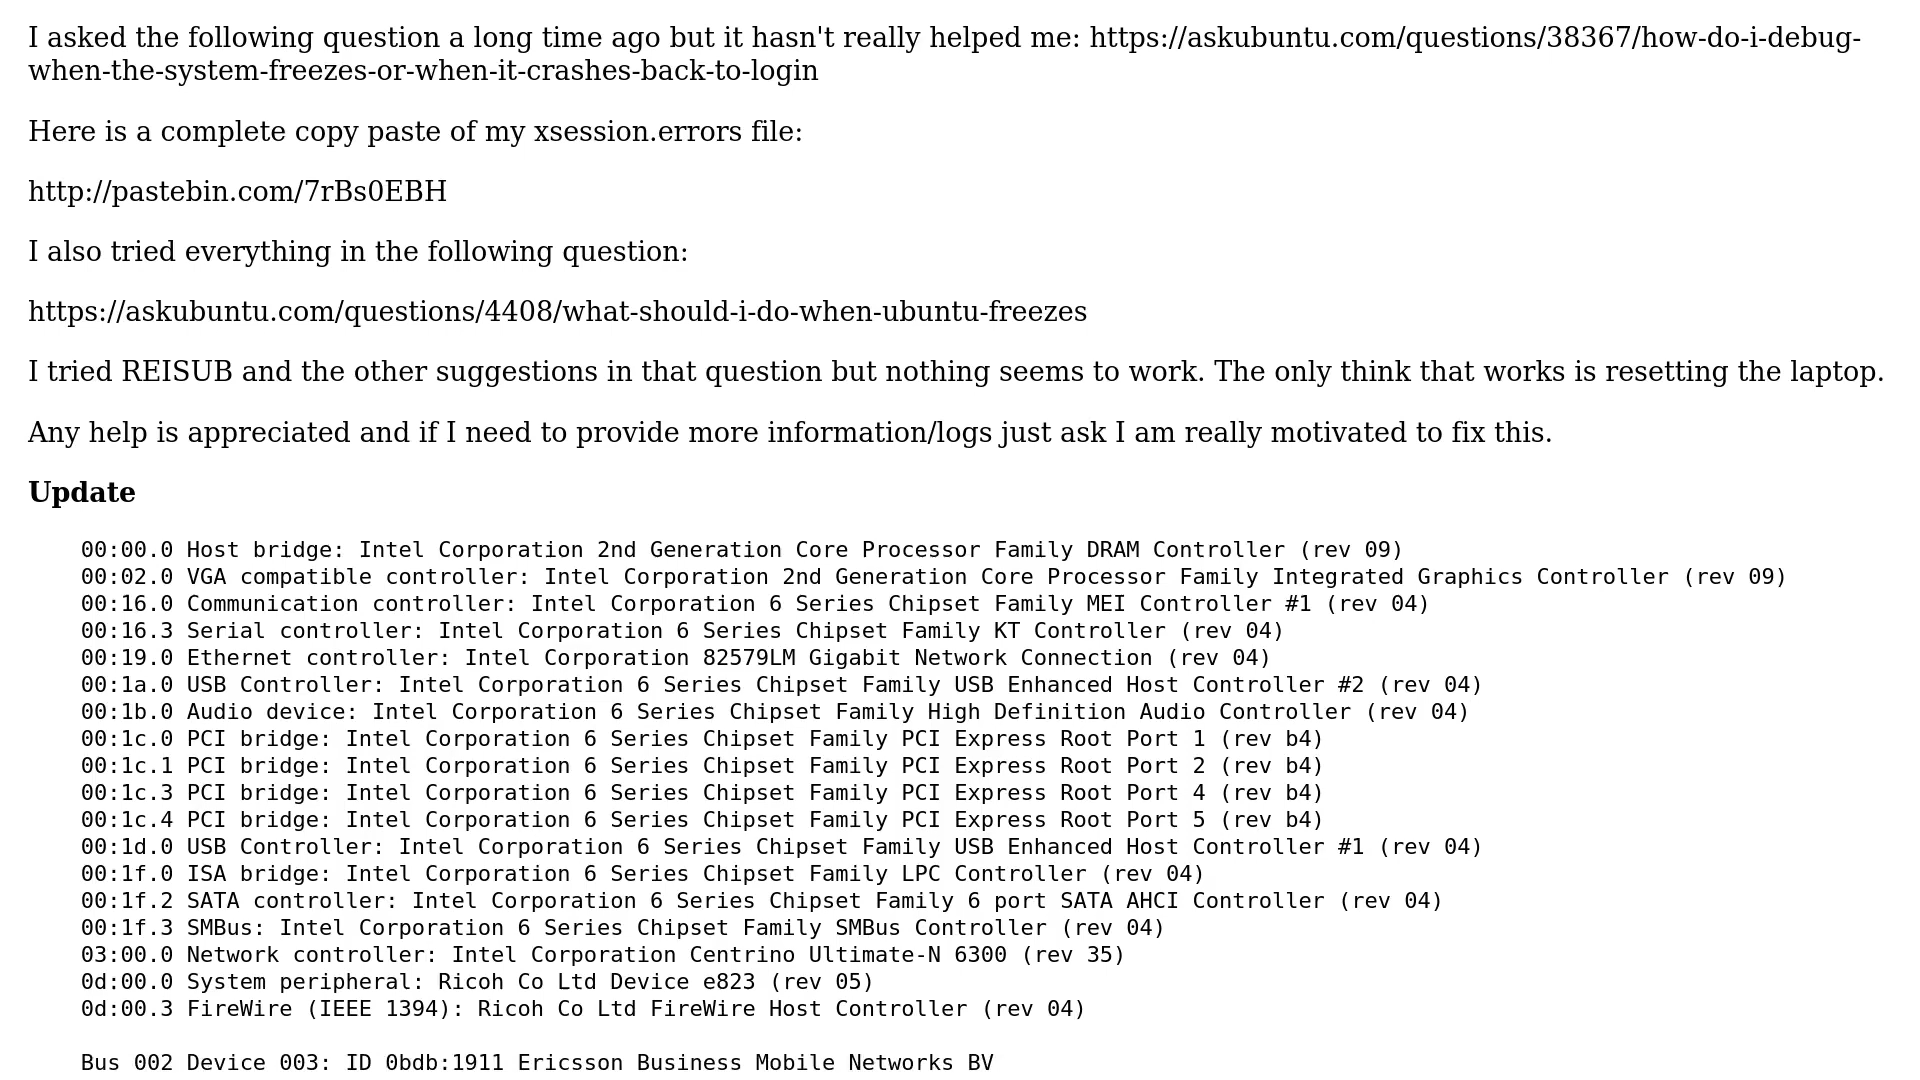 I asked the following question a long time ago but it hasn't really helped me: https://askubuntu.com/questions/38367/how-do-i-debug-
when-the-system-freezes-or-when-it-crashes-back-to-login
Here is a complete copy paste of my xsession.errors file:
http://pastebin.com/7rBs0EBH
I also tried everything in the following question:
https://askubuntu.com/questions/4408/what-should-i-do-when-ubuntu-freezes
I tried REISUB and the other suggestions in that question but nothing seems to work. The only think that works is resetting the laptop.
Any help is appreciated and if I need to provide more information/logs just ask I am really motivated to fix this.
Update
00:00.0 Host bridge: Intel Corporation 2nd Generation Core Processor Family DRAM Controller (rev 09)
00:02.0 VGA compatible controller: Intel Corporation 2nd Generation Core Processor Family Integrated Graphics Controller (rev 09)
00:16.0 Communication controller: Intel Corporation 6 Series Chipset Family MEI Controller #1 (rev 04)
00:16.3 Serial controller: Intel Corporation 6 Series Chipset Family KT Controller (rev 04)
00:19.0 Ethernet controller: Intel Corporation 82579LM Gigabit Network Connection (rev 04)
00:1a.0 USB Controller: Intel Corporation 6 Series Chipset Family USB Enhanced Host Controller #2 (rev 04)
00:1b.0 Audio device: Intel Corporation 6 Series Chipset Family High Definition Audio Controller (rev 04)
00:1c.0 PCI bridge: Intel Corporation 6 Series Chipset Family PCI Express Root Port 1 (rev b4)
00:1c.1 PCI bridge: Intel Corporation 6 Series Chipset Family PCI Express Root Port 2 (rev b4)
00:1c.3 PCI bridge: Intel Corporation 6 Series Chipset Family PCI Express Root Port 4 (rev b4)
00:1c.4 PCI bridge: Intel Corporation 6 Series Chipset Family PCI Express Root Port 5 (rev b4)
00:1d.0 USB Controller: Intel Corporation 6 Series Chipset Family USB Enhanced Host Controller #1 (rev 04)
00:1f.0 ISA bridge: Intel Corporation 6 Series Chipset Family LPC Controller (rev 04)
00:1f.2 SATA controller: Intel Corporation 6 Series Chipset Family 6 port SATA AHCI Controller (rev 04)
00:1f.3 SMBus: Intel Corporation 6 Series Chipset Family SMBus Controller (rev 04)
03:00.0 Network controller: Intel Corporation Centrino Ultimate-N 6300 (rev 35)
0d:00.0 System peripheral: Ricoh Co Ltd Device e823 (rev 05)
0d:00.3 FireWire (IEEE 1394): Ricoh Co Ltd FireWire Host Controller (rev 04)
Bus 002 Device 003: ID 0bdb:1911 Ericsson Business Mobile Networks BV